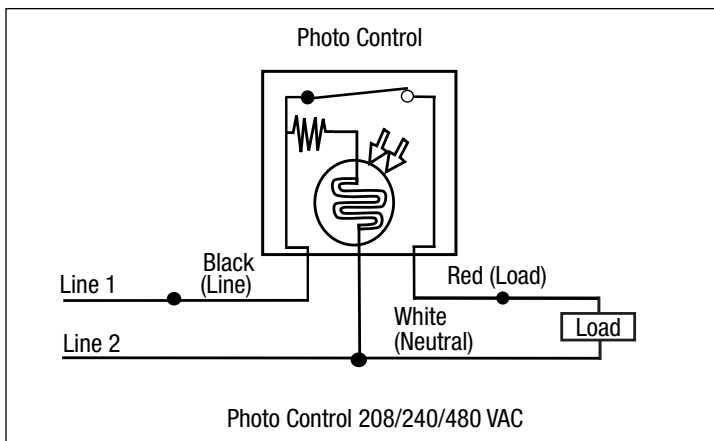 Photo Control
Black
(Line)
Line 1
Red (Load)
White
(Neutral)
Load
Line 2
Photo Control 208/240/480 VAC